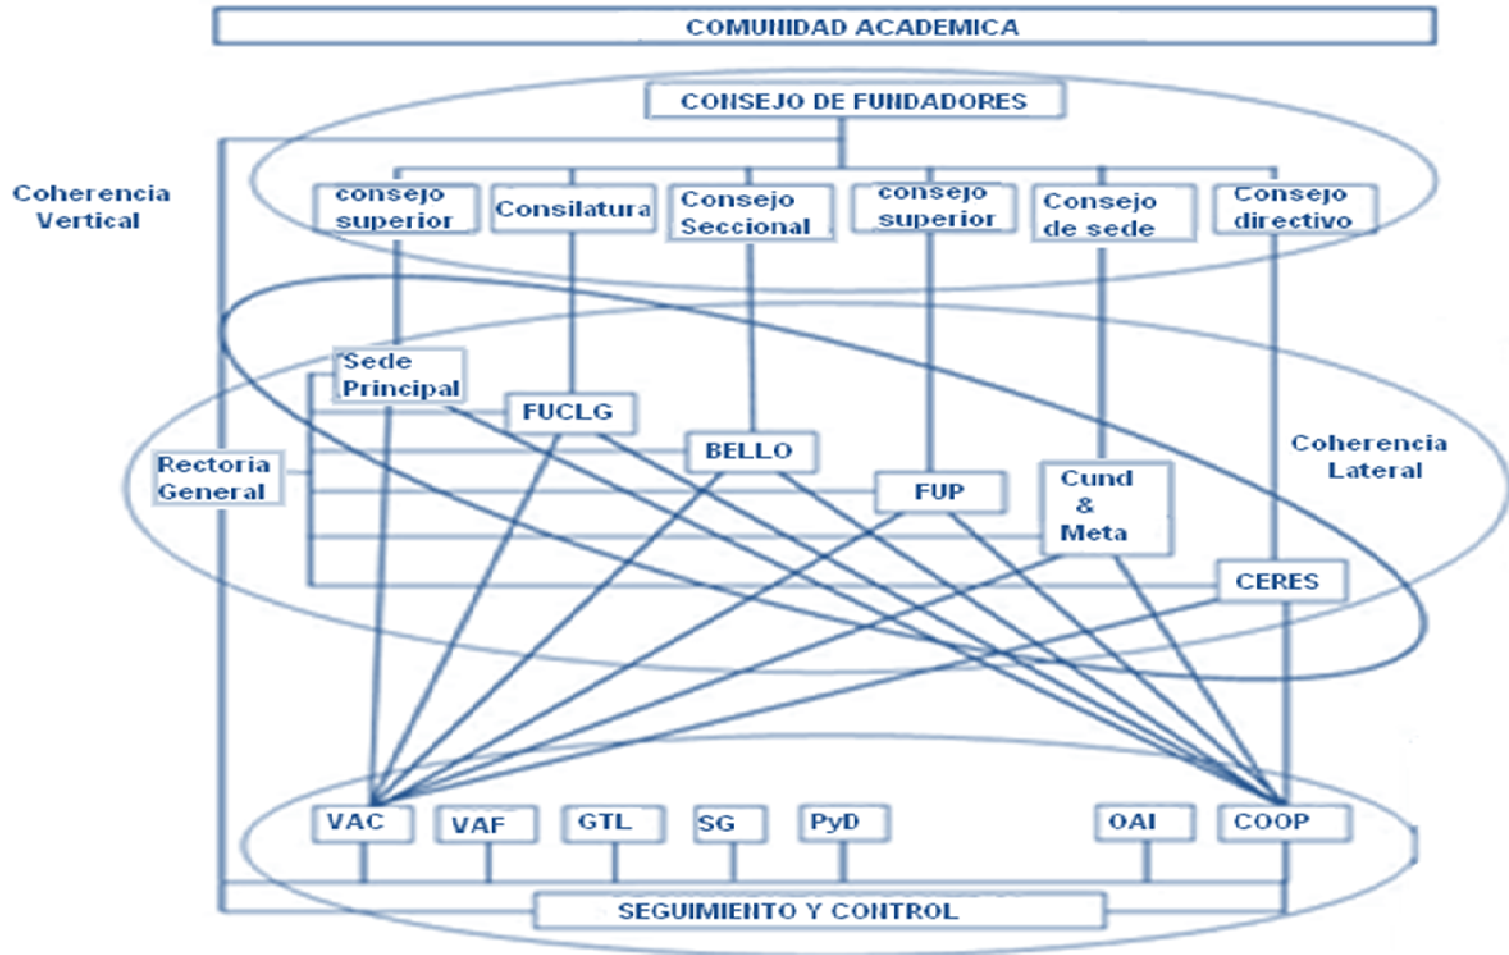 COMUNIDAD ACADEMICA
CONSEJO DE FUNDADORES
Coherencia
Vertical
consejo
superior
Consilatura
Consejo
Seccional
consejo
superior
Consejo
de sede
Consejo
directivo
Sede
Principal
FUCLG
BELLO
Coherencia
Lateral
Rectoria
General
FUP
Cund
&
Meta
CERES
VAC
VAF
GTL
SG
PyD
OAI
COOP
SEGUIMIENTO Y CONTROL